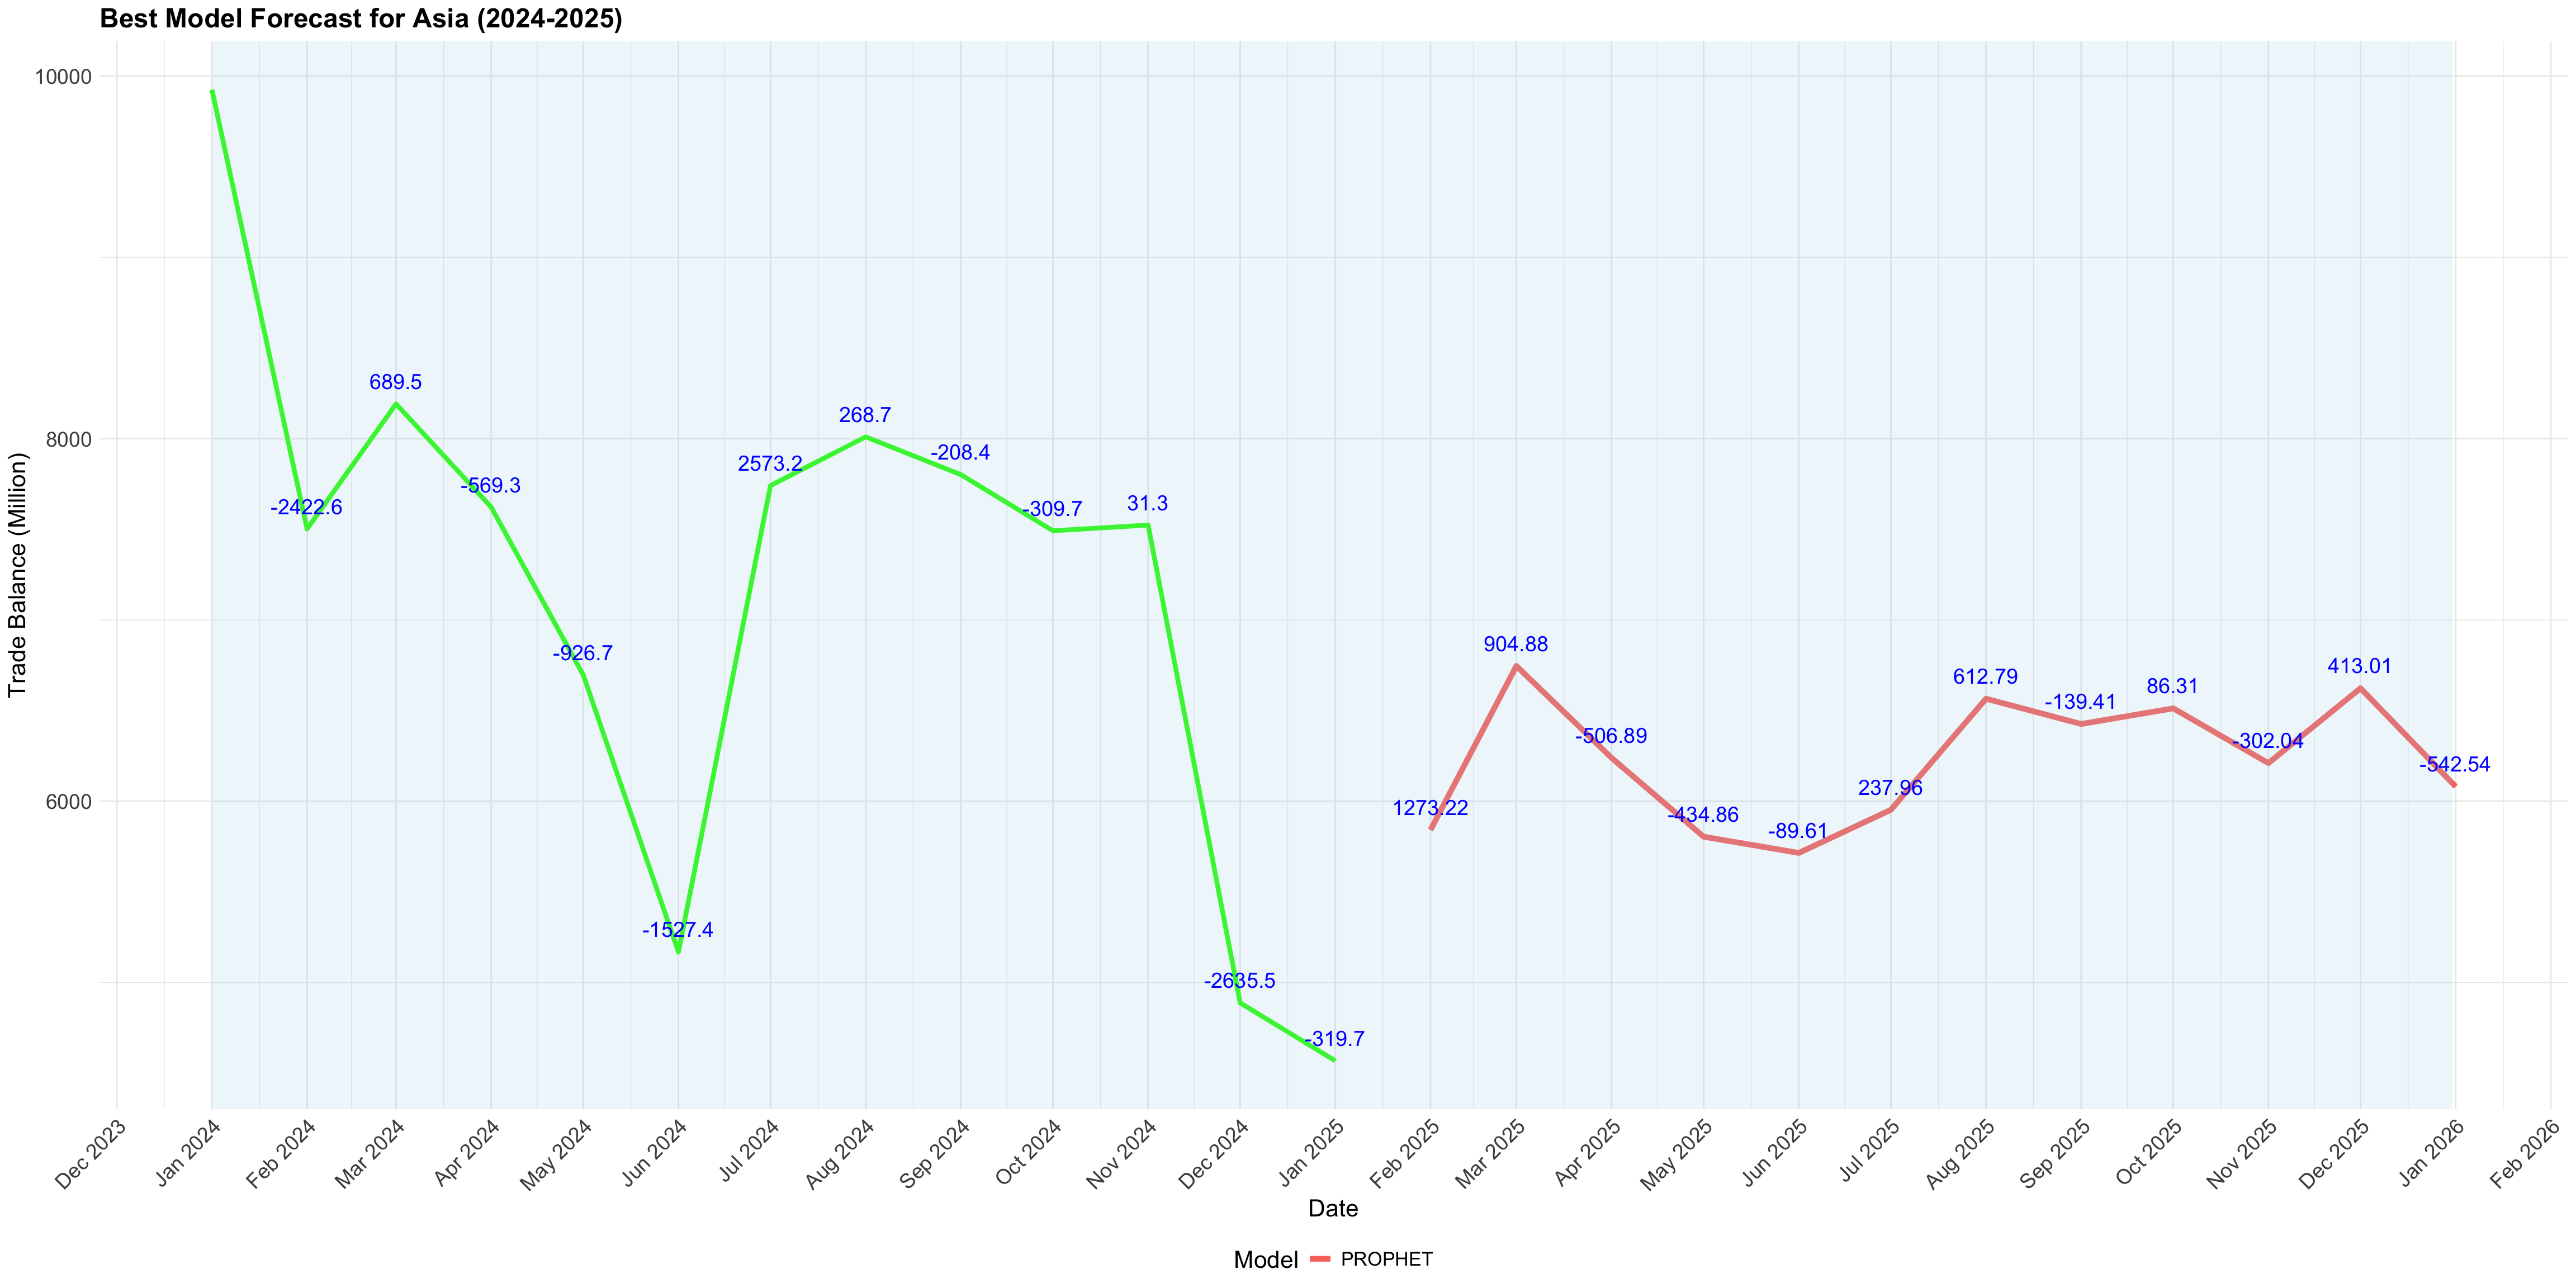 Best Model Forecast for Asia (2024-2025)
Trade Balance (Million)
10000
8000
6000
-2422.6
689.5
-569.3
-926.7
-1527.4
2573.2
268.7
-208.4
-309.7
31.3
-2635.5
-319.7
1273.22
904.88
-506.89
-434.86
-89.61
237.96
612.79
-139.41
86.31
-302.04
413.01
-542.54
Dec 2023
Jan 2024
Feb 2024
Mar 2024
Apr 2024
May 2024
Jun 2024
Jul 2024
Aug 2024
Sep 2024
Oct 2024
Nov 2024
Dec 2024
Jan 2025
Feb 2025
Mar 2025
Apr 2025
May 2025
Jun 2025
Jul 2025
Aug 2025
Sep 2025
Oct 2025
Nov 2025
Dec 2025
Jan 2026
Feb 2026
Date
Model PROPHET